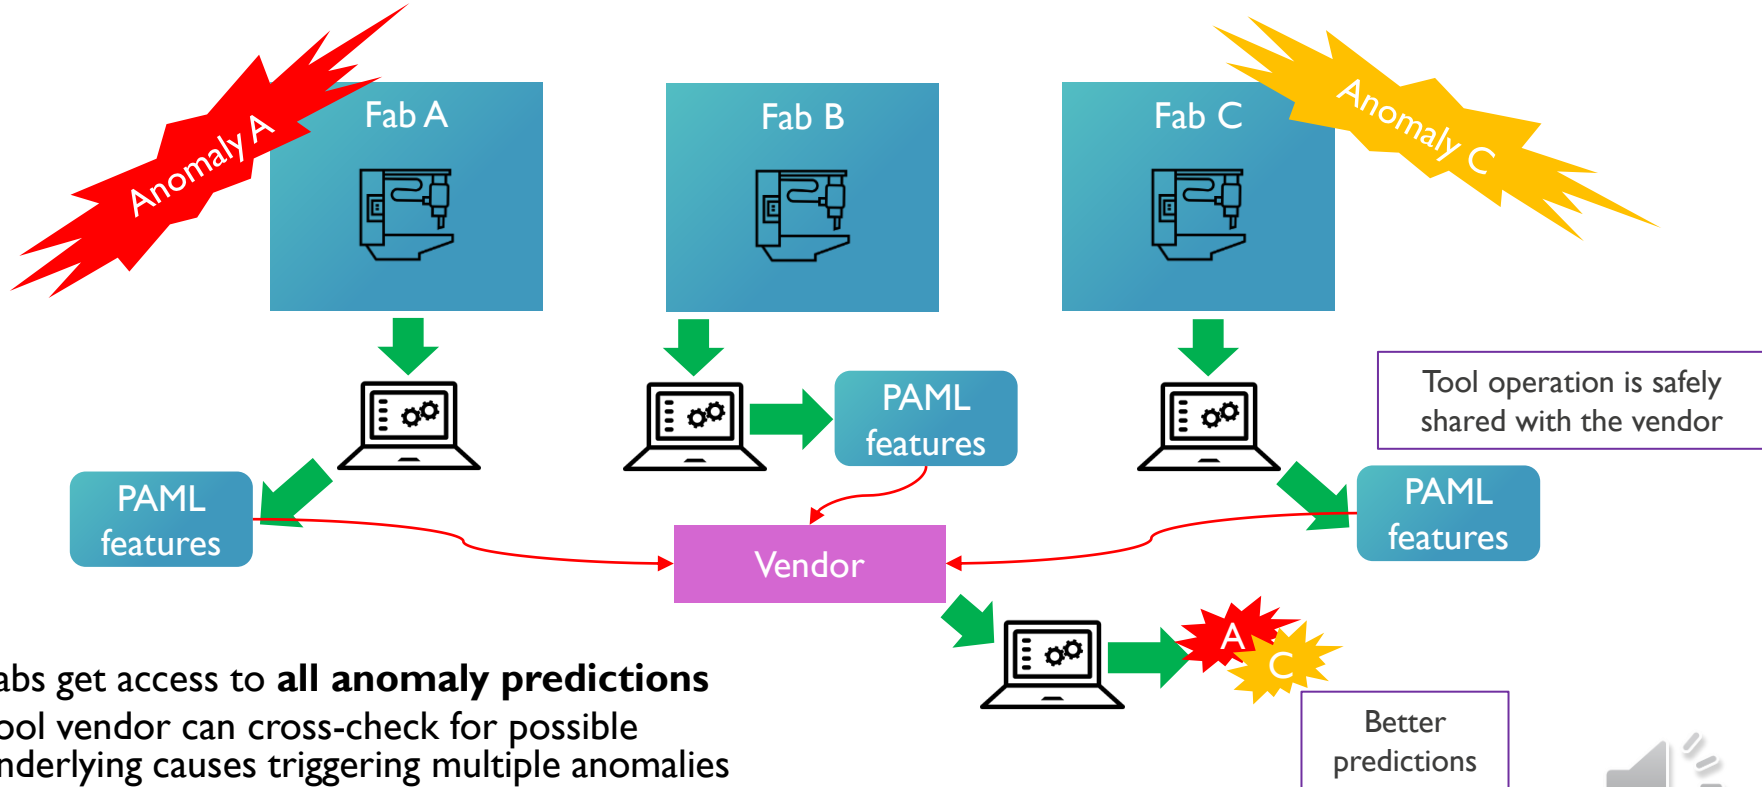 Anomaly A
Fab A
Fab B
Fab C
Anomaly C
PAML
features
Tool operation is safely
shared with the vendor
PAML
features
PAML
features
Vendor
A
C
abs get access to all anomaly predictions
ool vendor can cross-check for possible
nderlying causes triggering multiple anomalies
Better
predictions